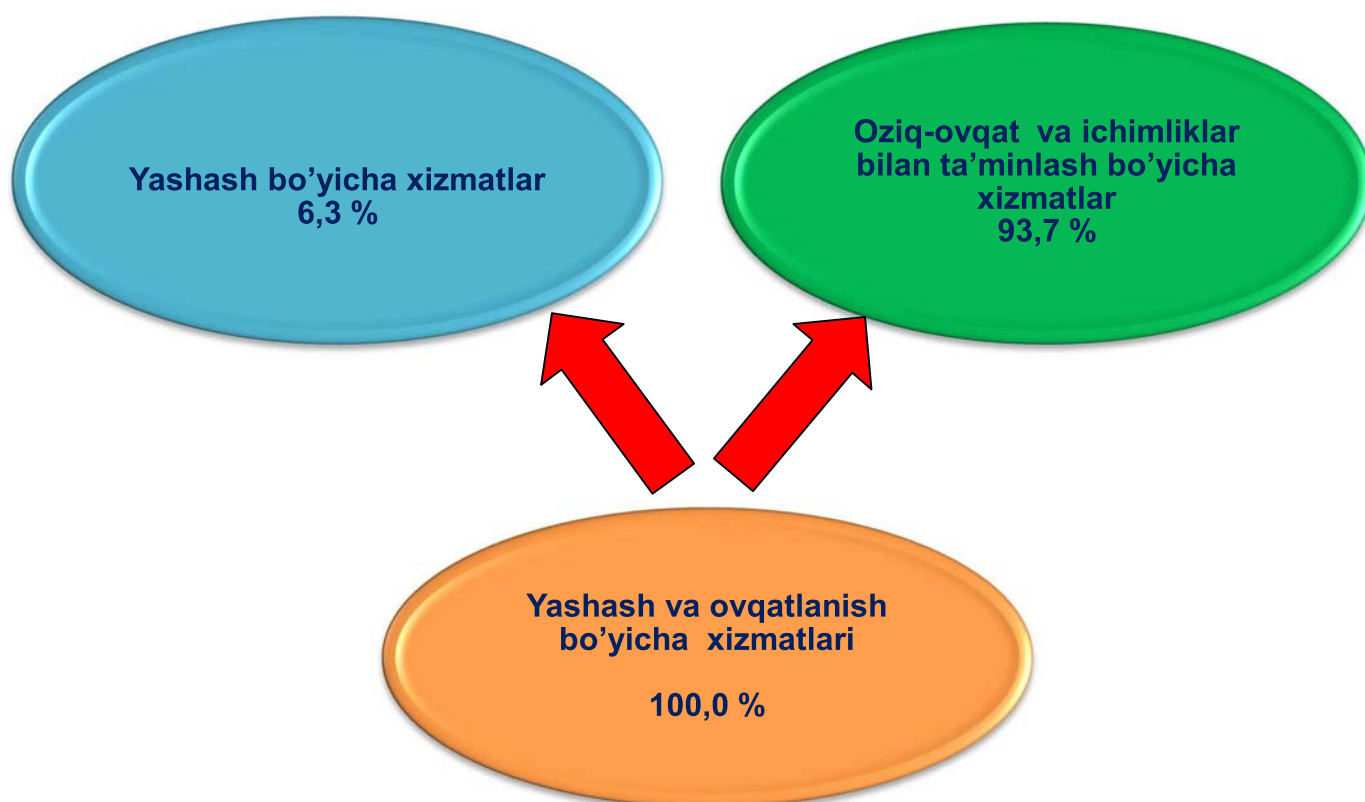 Yashash bo’yicha xizmatlar
6,3 %
Oziq-ovqat va ichimliklar
bilan ta’minlash bo’yicha
xizmatlar
93,7 %
Yashash va ovqatlanish
bo’yicha xizmatlari
100,0 %